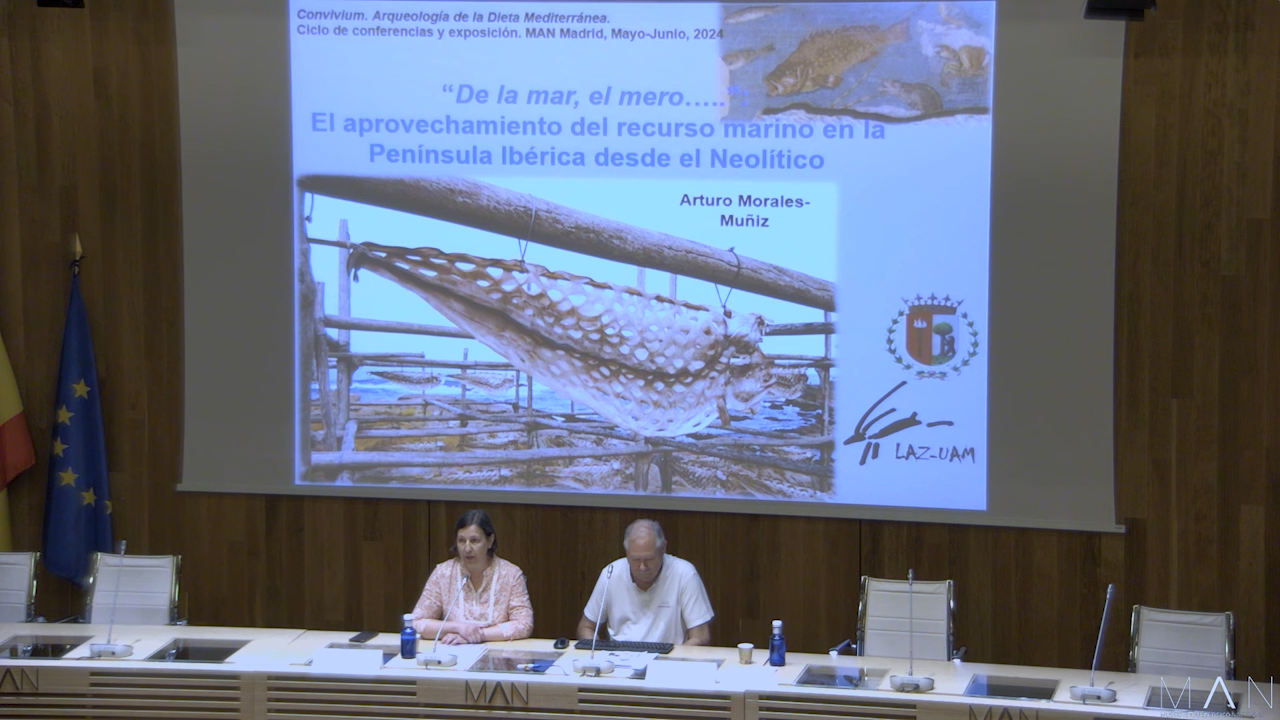 Convivium. Arqueología de la Dieta Mediterránea.
Ciclo de conferencias y exposición. MAN Madrid, Mayo-Junio, 2024
“De la mar, el mero…..”
El aprovechamiento del recurso marino en la
Península Ibérica desde el Neolítico
Arturo Morales-
Muñiz
LAZ-UAM
MAN
MAN
MAN
MAN